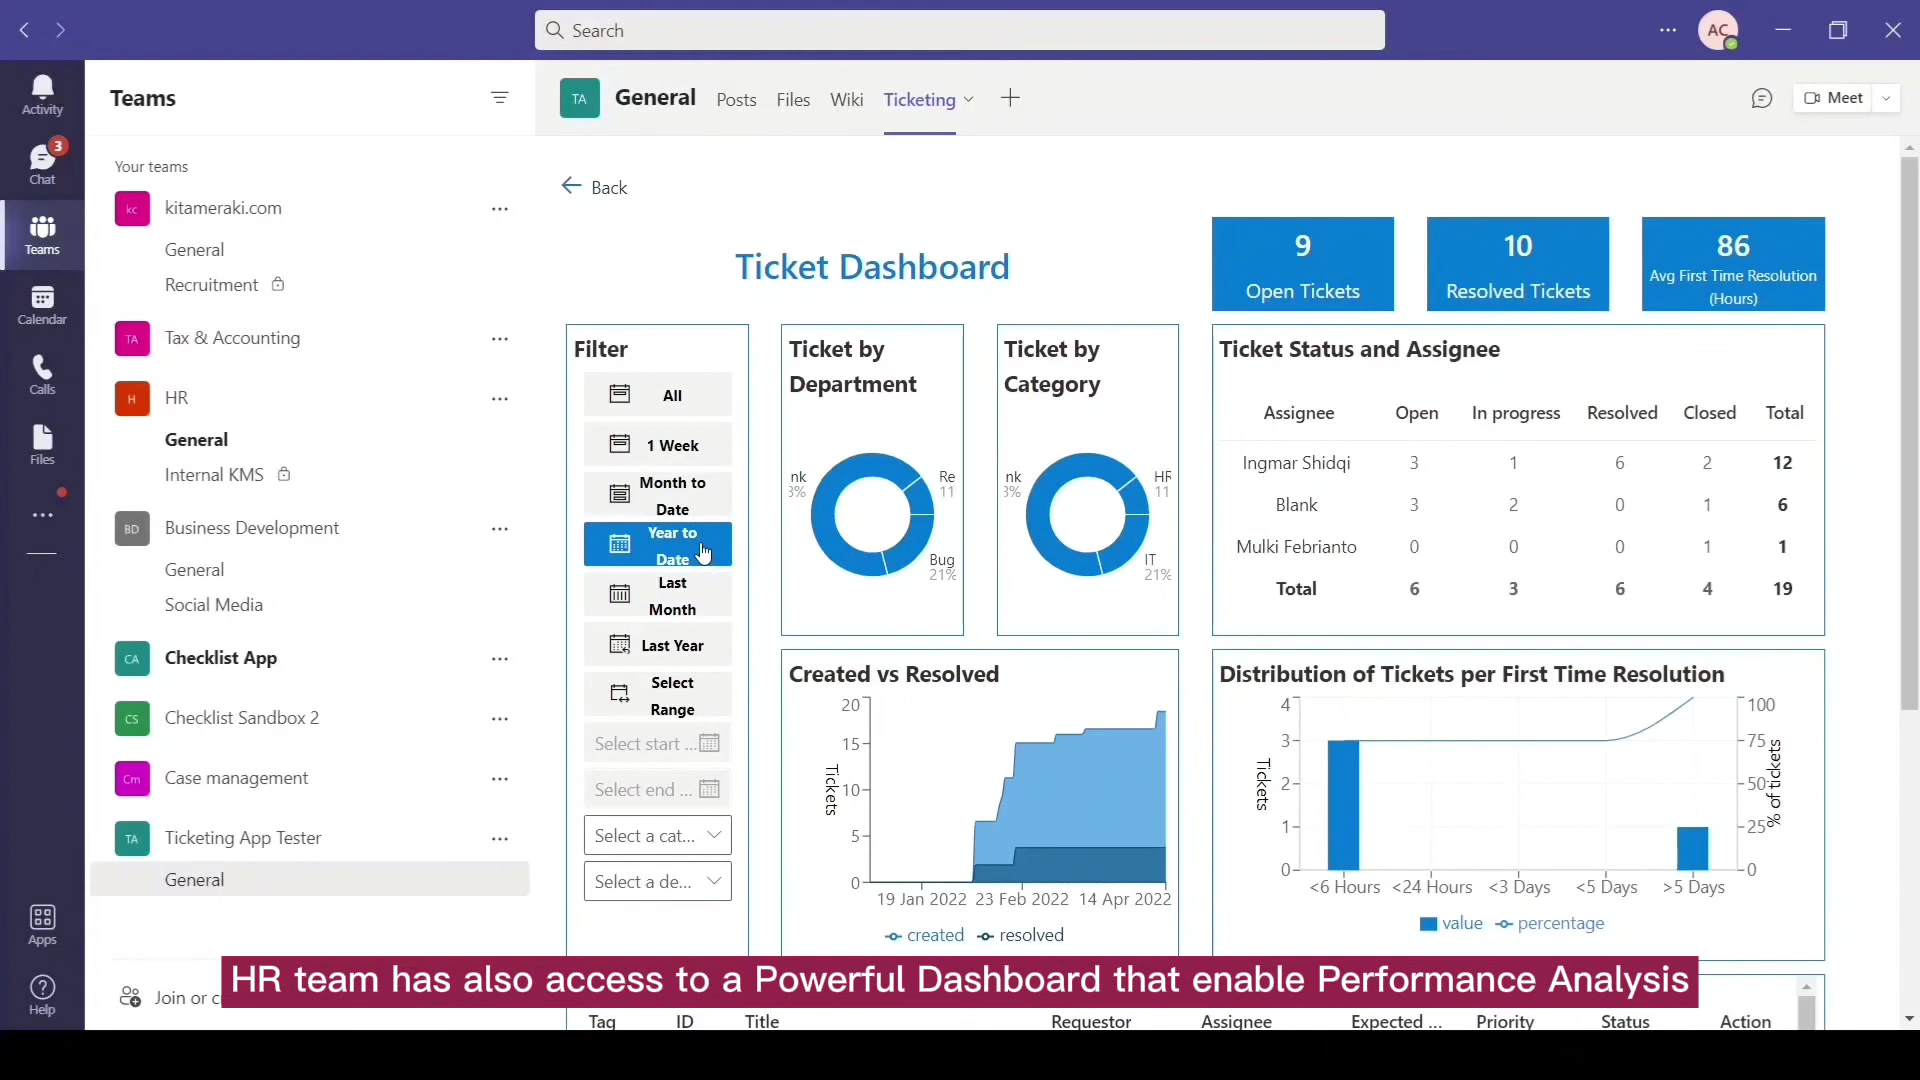 Search
AC
Activity
3
Chat
Teams
Calendar
Calls
Files
Apps
Help
Teams
Your teams
kc kitameraki.com
General
Recruitment
TA Tax & Accounting
H HR
General
Internal KMS
BD Business Development
General
Social Media
CA Checklist App
CS Checklist Sandbox 2
Cm Case management
TA Ticketing App Tester
General
Join or c
TA General Posts Files Wiki Ticketing
Meet
Back
Ticket Dashboard
9
Open Tickets
10
Resolved Tickets
86
Avg First Time Resolution
(Hours)
Filter
All
1 Week
Month to
Date
Year to
Date
Last
Month
Last Year
Select
Range
Select start ...
Select end ...
Select a cat...
Select a de...
Ticket by
Department
nk
3%
Re
11
Bug
21%
Ticket by
Category
nk
3%
HR
11
IT
21%
Ticket Status and Assignee
Assignee Open In progress Resolved Closed Total
Ingmar Shidqi 3 1 6 2 12
Blank 3 2 0 1 6
Mulki Febrianto 0 0 0 1 1
Total 6 3 6 4 19
Created vs Resolved
20
15
10
5
0
Tickets
19 Jan 2022 23 Feb 2022 14 Apr 2022
created resolved
Distribution of Tickets per First Time Resolution
4
3
2
1
0
Tickets
100
75
50
25
0
% of tickets
<6 Hours <24 Hours <3 Days <5 Days >5 Days
value percentage
HR team has also access to a Powerful Dashboard that enable Performance Analysis
Tag ID Title Requestor Assignee Expected ... Priority Status Action